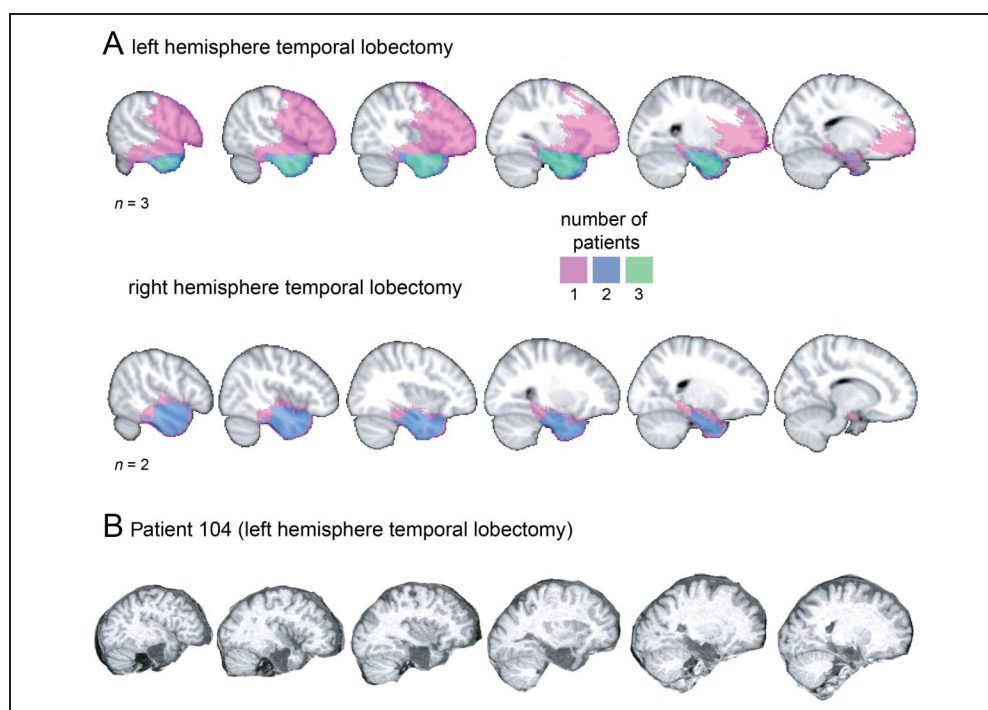 A left hemisphere temporal lobectomy
n = 3
number of
patients
1 2 3
right hemisphere temporal lobectomy
n = 2
B Patient 104 (left hemisphere temporal lobectomy)